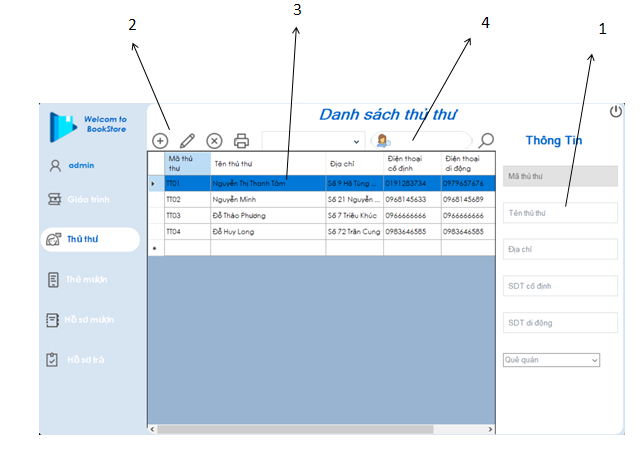 2
3
4
1
Welcom to
BookStore
Danh sách thủ thư
Thông Tin
admin
Giáo trình
Thủ thư
Thẻ mượn
Hồ sơ mượn
Hồ sơ trả
Mã thủ thư
Tên thủ thư
Địa chỉ
Điện thoại cố định
Điện thoại di động
TT01 Nguyễn Thị Thanh Tâm Số 9 Hồ Tùng ... 0191283734 0979657676
TT02 Nguyễn Minh Số 21 Nguyễn ... 0968145633 0968145689
TT03 Đỗ Thảo Phương Số 7 Triều Khúc 0966666666 0966666666
TT04 Đỗ Huy Long Số 72 Trần Cung 0983646585 0983646585
Mã thủ thư
Tên thủ thư
Địa chỉ
SDT cố định
SDT di động
Quê quán